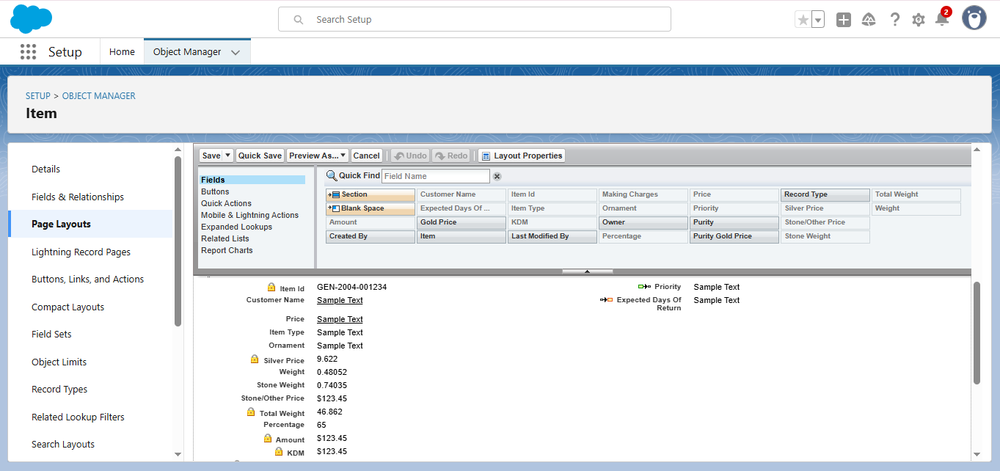 Search Setup
2
Setup
Home
Object Manager
SETUP > OBJECT MANAGER
Item
Details
Fields & Relationships
Page Layouts
Lightning Record Pages
Buttons, Links, and Actions
Compact Layouts
Field Sets
Object Limits
Record Types
Related Lookup Filters
Search Layouts
Save Quick Save Preview As... Cancel Undo Redo Layout Properties
Fields
Buttons
Quick Actions
Mobile & Lightning Actions
Expanded Lookups
Related Lists
Report Charts
Quick Find Field Name
Section Customer Name Item Id Making Charges Price Record Type Total Weight
Blank Space Expected Days Of ... Item Type Ornament Priority Silver Price Weight
Amount Gold Price KDM Owner Purity Stone/Other Price
Created By Item Last Modified By Percentage Purity Gold Price Stone Weight
Item Id GEN-2004-001234 Priority Sample Text
Customer Name Sample Text Expected Days Of Return Sample Text
Price Sample Text
Item Type Sample Text
Ornament Sample Text
Silver Price 9.622
Weight 0.48052
Stone Weight 0.74035
Stone/Other Price $123.45
Total Weight 46.862
Percentage 65
Amount $123.45
KDM $123.45